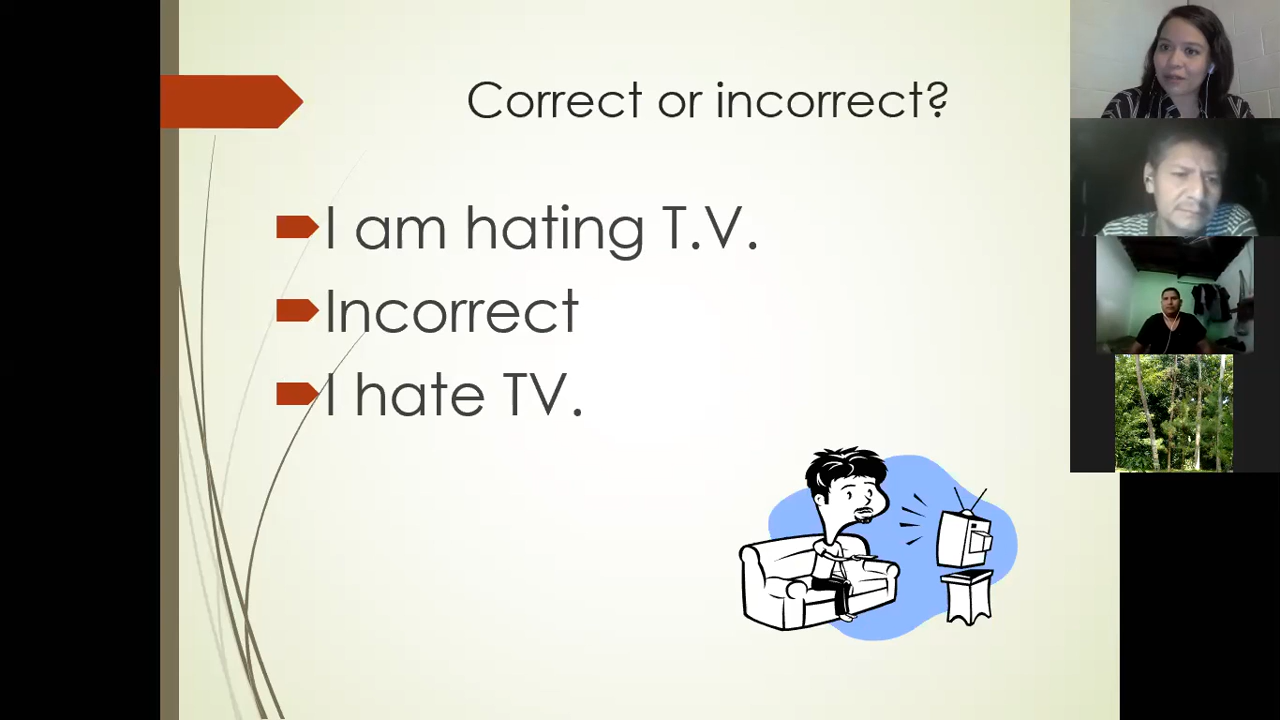 Correct or incorrect?
I am hating T.V.
Incorrect
I hate TV.